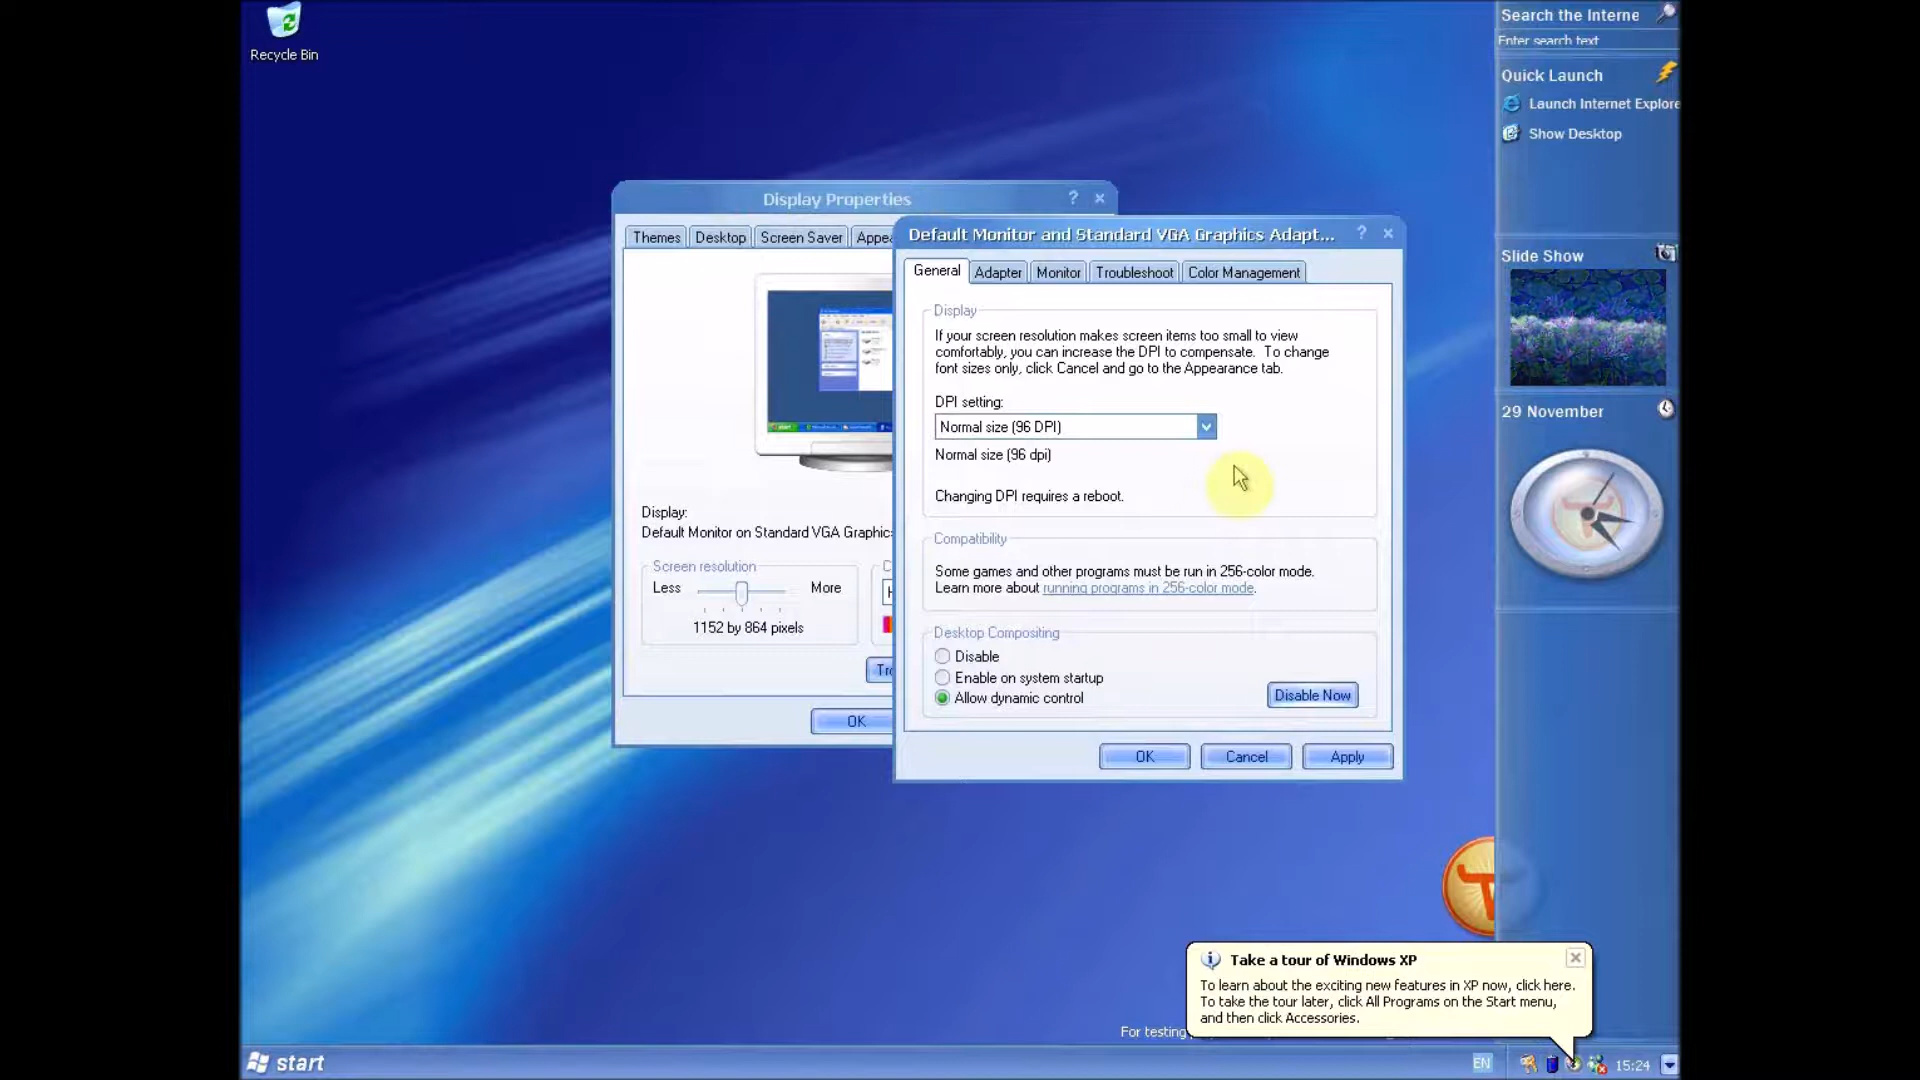 Recycle Bin
Search the Interne
Enter search text
Quick Launch
Launch Internet Explore
Show Desktop
Slide Show
29 November
Display Properties
Themes
Desktop
Screen Saver
Appea
Display:
Default Monitor on Standard VGA Graphics
Screen resolution
Less
More
1152 by 864 pixels
OK
Default Monitor and Standard VGA Graphics Adapt...
General
Adapter
Monitor
Troubleshoot
Color Management
Display
If your screen resolution makes screen items too small to view
comfortably, you can increase the DPI to compensate. To change
font sizes only, click Cancel and go to the Appearance tab.
DPI setting:
Normal size (96 DPI)
Normal size (96 dpi)
Changing DPI requires a reboot.
Compatibility
Some games and other programs must be run in 256-color mode.
Learn more about running programs in 256-color mode.
Desktop Compositing
Disable
Enable on system startup
Allow dynamic control
Disable Now
OK
Cancel
Apply
Take a tour of Windows XP
To learn about the exciting new features in XP now, click here.
To take the tour later, click All Programs on the Start menu,
and then click Accessories.
For testing
start
EN
15:24